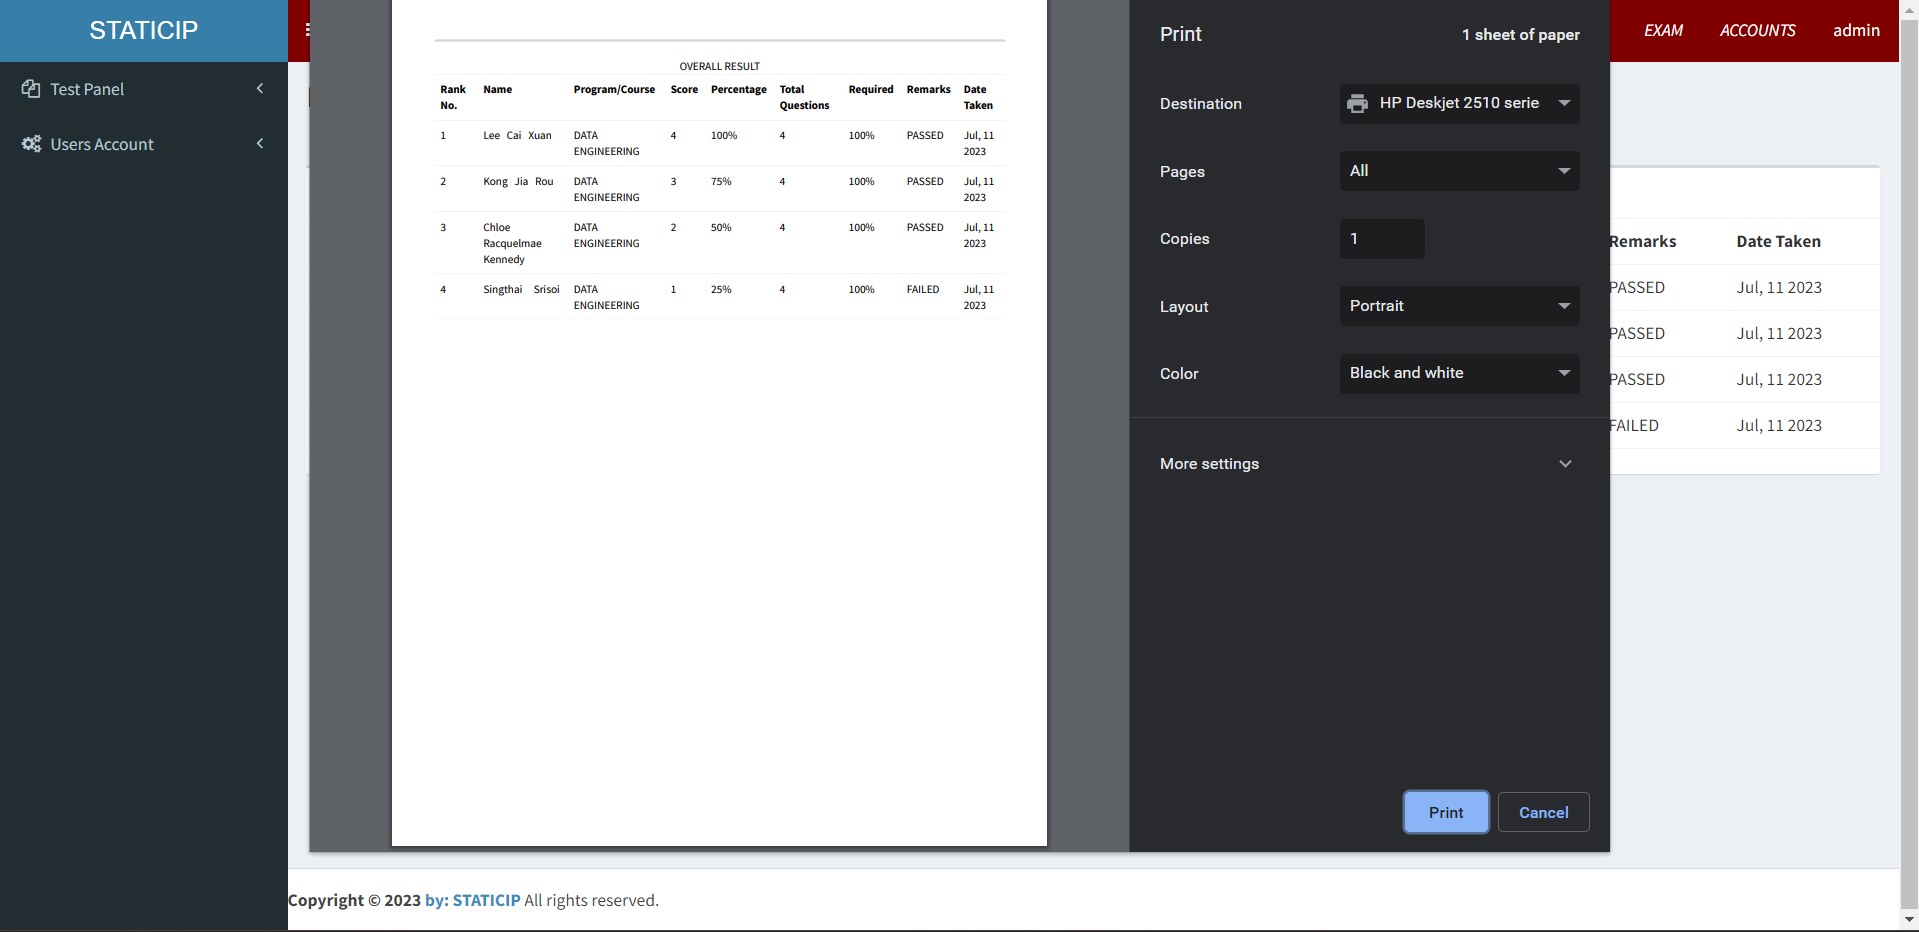 STATICIP
Test Panel
Users Account
OVERALL RESULT
Rank No. Name Program/Course Score Percentage Total Questions Required Remarks Date Taken
1 Lee Cai Xuan DATA ENGINEERING 4 100% 4 100% PASSED Jul, 11 2023
2 Kong Jia Rou DATA ENGINEERING 3 75% 4 100% PASSED Jul, 11 2023
3 Chloe Racquelmae Kennedy DATA ENGINEERING 2 50% 4 100% PASSED Jul, 11 2023
4 Singthai Srisoi DATA ENGINEERING 1 25% 4 100% FAILED Jul, 11 2023
Print 1 sheet of paper
Destination HP Deskjet 2510 serie
Pages All
Copies 1
Layout Portrait
Color Black and white
More settings
Print Cancel
EXAM ACCOUNTS admin
Remarks Date Taken
PASSED Jul, 11 2023
PASSED Jul, 11 2023
PASSED Jul, 11 2023
FAILED Jul, 11 2023
Copyright © 2023 by: STATICIP All rights reserved.